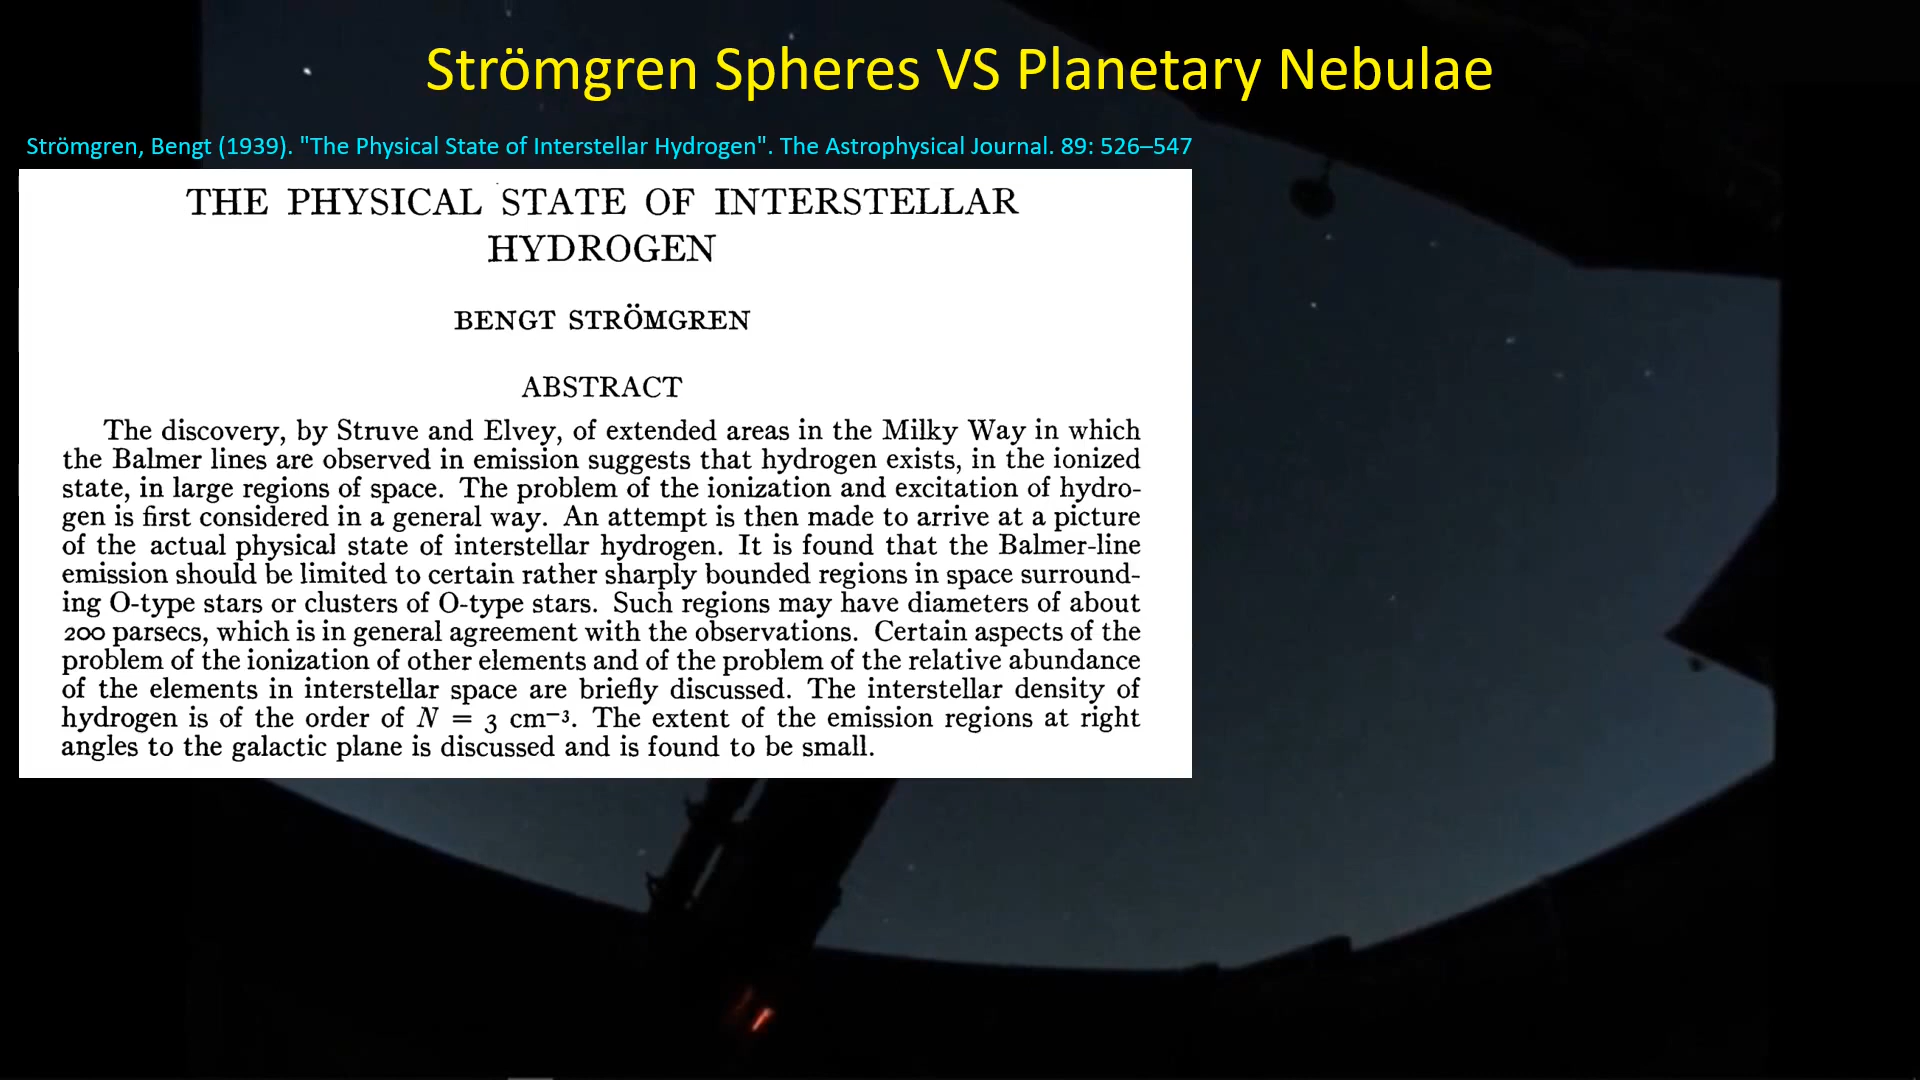 Strömgren Spheres VS Planetary Nebulae
Strömgren, Bengt (1939). "The Physical State of Interstellar Hydrogen". The Astrophysical Journal. 89: 526–547
THE PHYSICAL STATE OF INTERSTELLAR
HYDROGEN
BENGT STRÖMGREN
ABSTRACT
The discovery, by Struve and Elvey, of extended areas in the Milky Way in which
the Balmer lines are observed in emission suggests that hydrogen exists, in the ionized
state, in large regions of space. The problem of the ionization and excitation of hydro-
gen is first considered in a general way. An attempt is then made to arrive at a picture
of the actual physical state of interstellar hydrogen. It is found that the Balmer-line
emission should be limited to certain rather sharply bounded regions in space surround-
ing O-type stars or clusters of O-type stars. Such regions may have diameters of about
200 parsecs, which is in general agreement with the observations. Certain aspects of the
problem of the ionization of other elements and of the problem of the relative abundance
of the elements in interstellar space are briefly discussed. The interstellar density of
hydrogen is of the order of N = 3 cm⁻³. The extent of the emission regions at right
angles to the galactic plane is discussed and is found to be small.